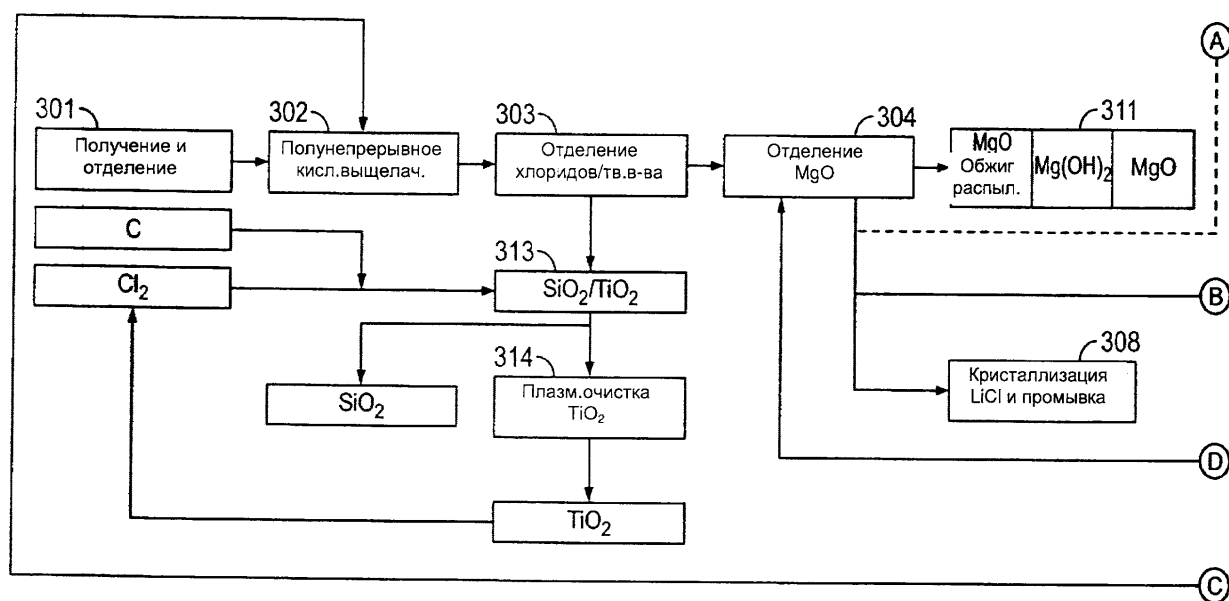 A
301
Получение и
отделение
302
Полунепрерывное
кисл.выщелач.
303
Отделение
хлоридов/тв.в-ва
304
Отделение
MgO
311
MgO
Обжиг
распыл.
Mg(OH)₂
MgO
C
Cl₂
313
SiO₂/TiO₂
B
SiO₂
314
Плазм.очистка
TiO₂
308
Кристаллизация
LiCl и промывка
D
TiO₂
C